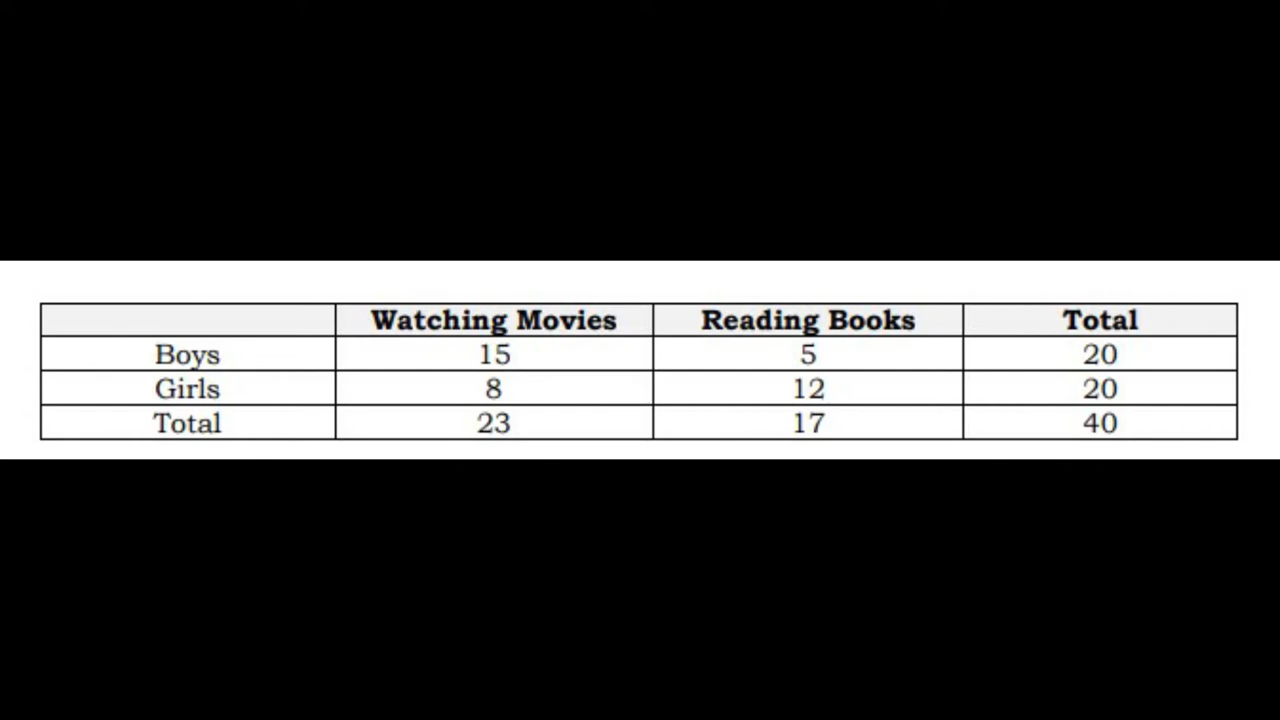 Watching Movies Reading Books Total
Boys 15 5 20
Girls 8 12 20
Total 23 17 40